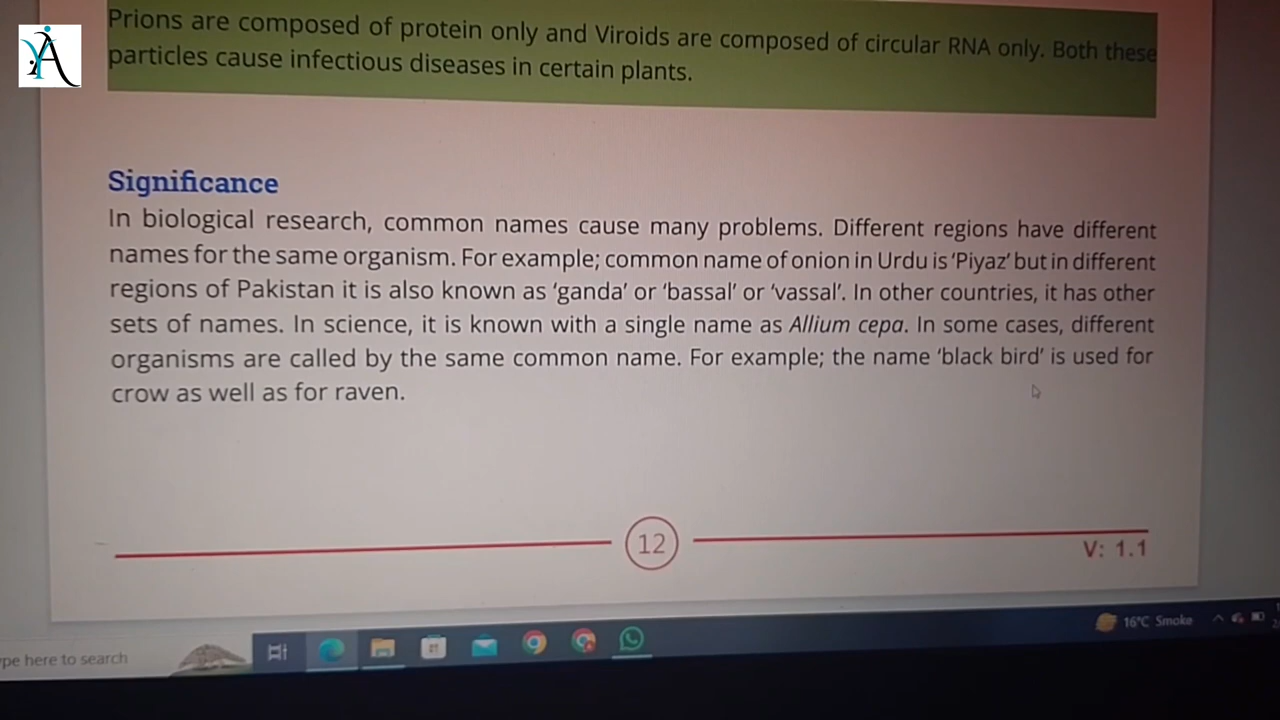 YA
Prions are composed of protein only and Viroids are composed of circular RNA only. Both these
particles cause infectious diseases in certain plants.
Significance
In biological research, common names cause many problems. Different regions have different
names for the same organism. For example; common name of onion in Urdu is 'Piyaz' but in different
regions of Pakistan it is also known as 'ganda' or 'bassal' or 'vassal'. In other countries, it has other
sets of names. In science, it is known with a single name as Allium cepa. In some cases, different
organisms are called by the same common name. For example; the name 'black bird' is used for
crow as well as for raven.
12
V: 1.1
pe here to search
16°C Smoke